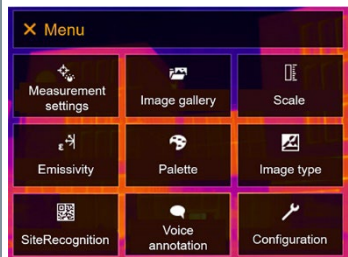 Menu
Measurement
settings
Image gallery
Scale
Emissivity
Palette
Image type
SiteRecognition
Voice
annotation
Configuration